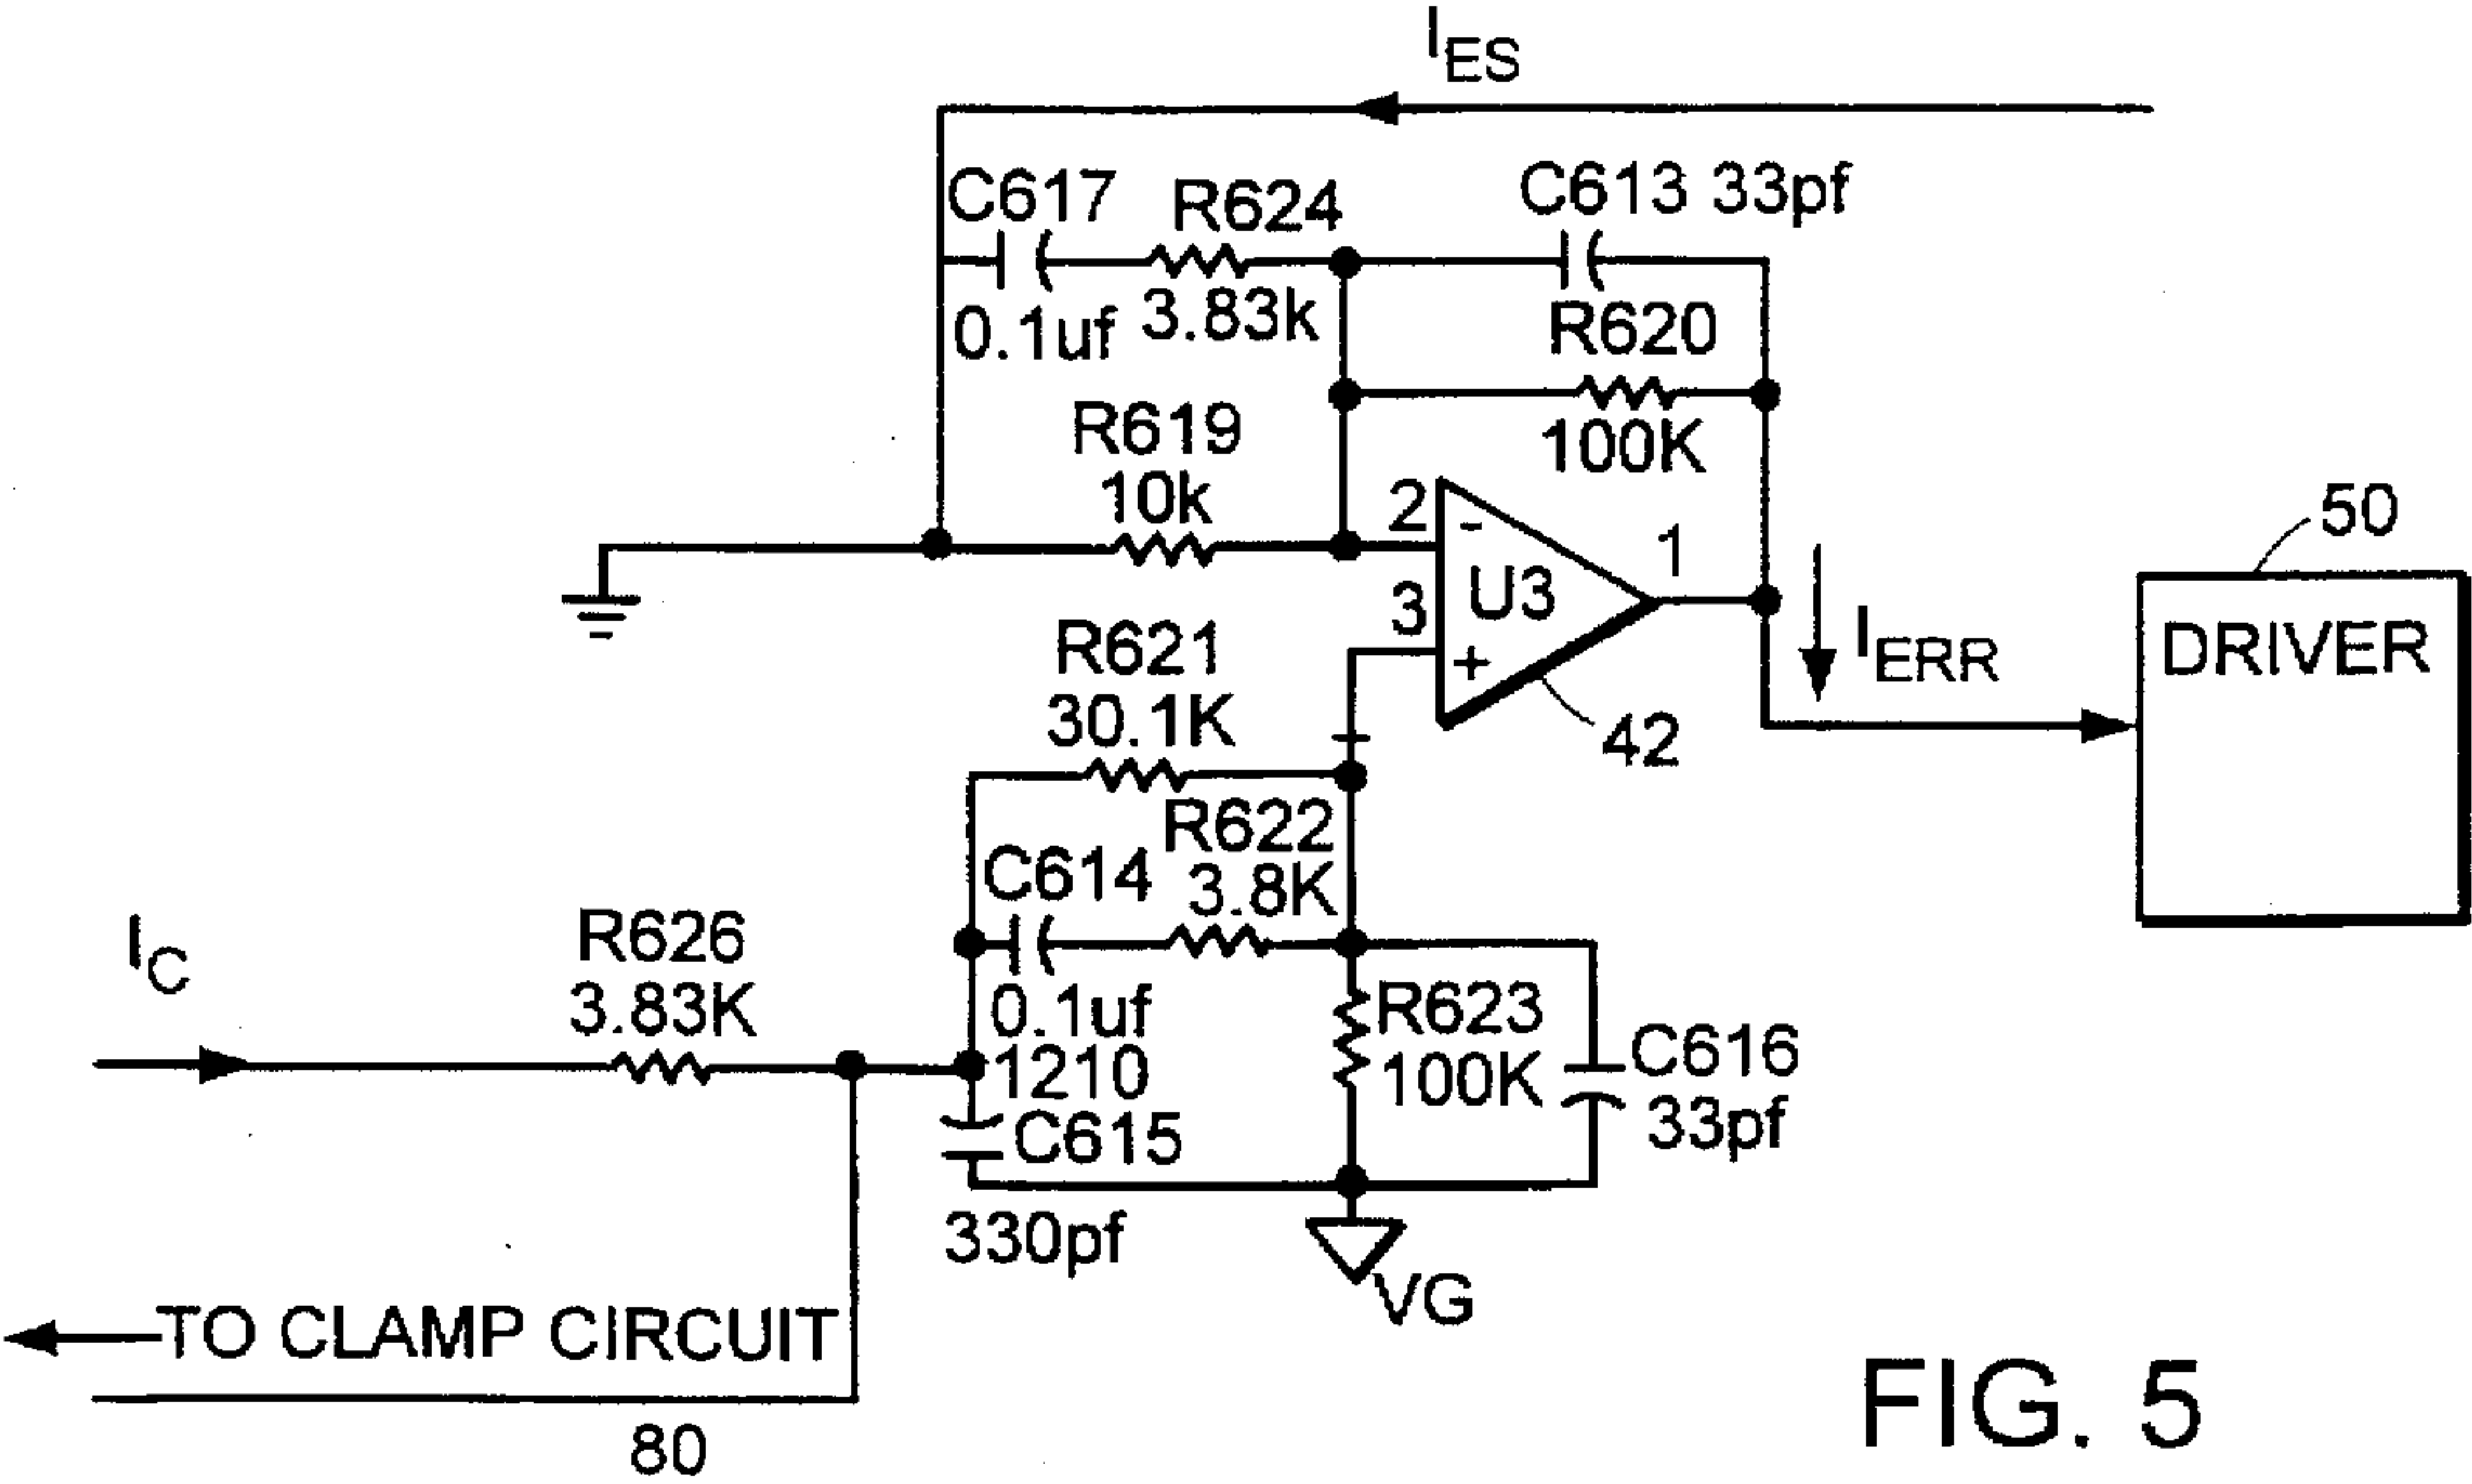 IES
C617
R624
C613 33pf
0.1uf
3.83k
R620
100K
R619
10k
2
-
3
+
U3
1
50
DRIVER
IERR
42
R621
30.1K
R622
3.8K
C614
0.1uf
1210
IC
R626
3.83K
R623
100K
C616
33pf
C615
330pf
VG
TO CLAMP CIRCUIT
80
FIG. 5